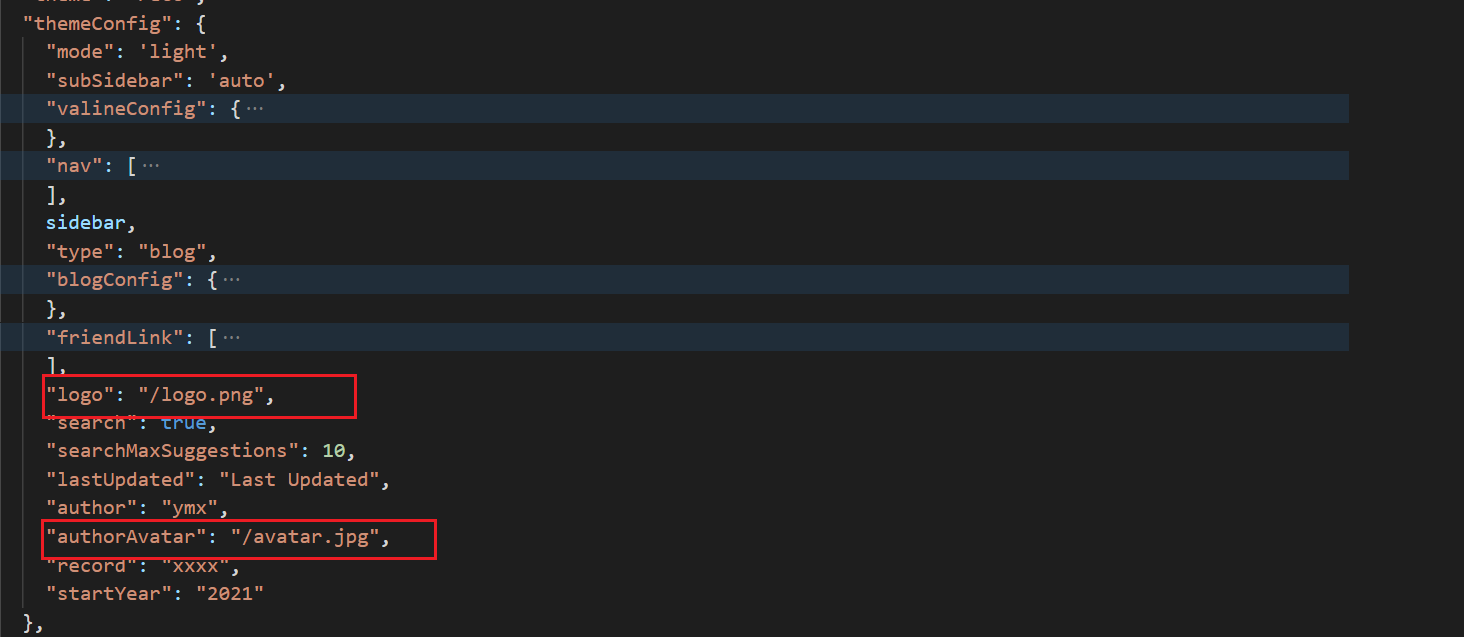 "themeConfig": {
"mode": 'light',
"subSidebar": 'auto',
"valineConfig": {···
},
"nav": [···
],
sidebar,
"type": "blog",
"blogConfig": {···
},
"friendLink": [···
],
"logo": "/logo.png",
"search": true,
"searchMaxSuggestions": 10,
"lastUpdated": "Last Updated",
"author": "ymx",
"authorAvatar": "/avatar.jpg",
"record": "xxxx",
"startYear": "2021"
},